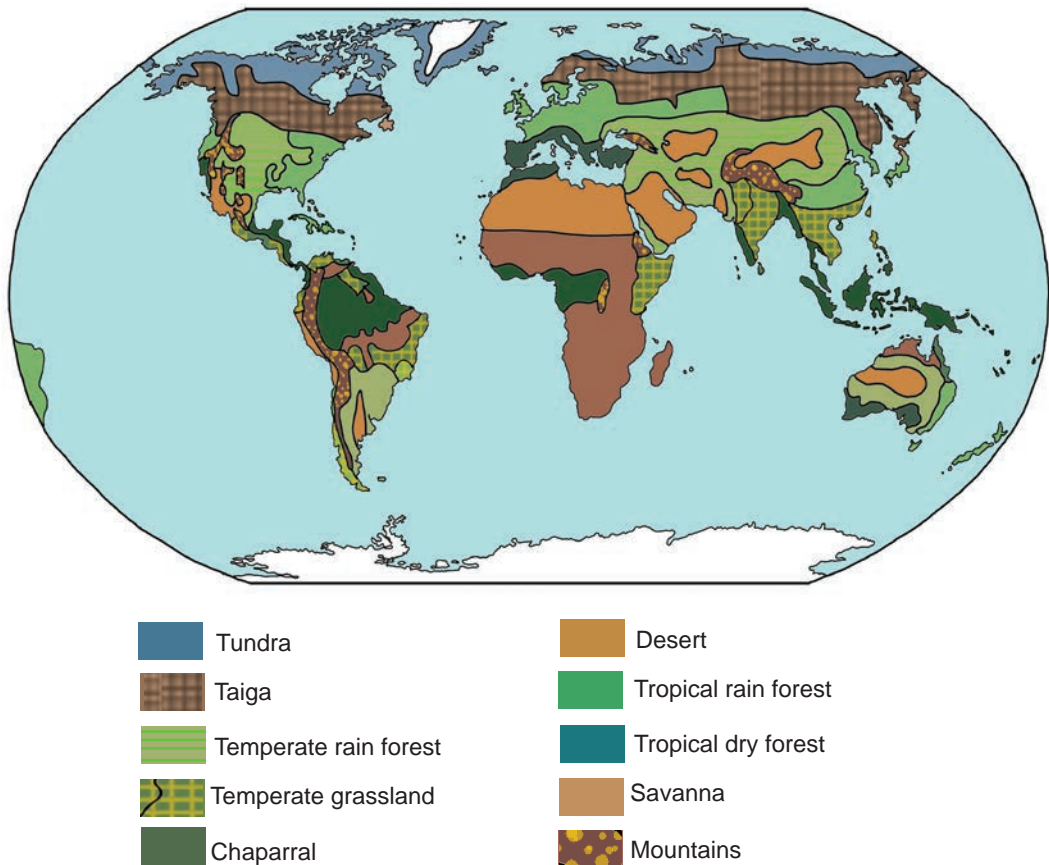 Tundra
Taiga
Temperate rain forest
Temperate grassland
Chaparral
Desert
Tropical rain forest
Tropical dry forest
Savanna
Mountains